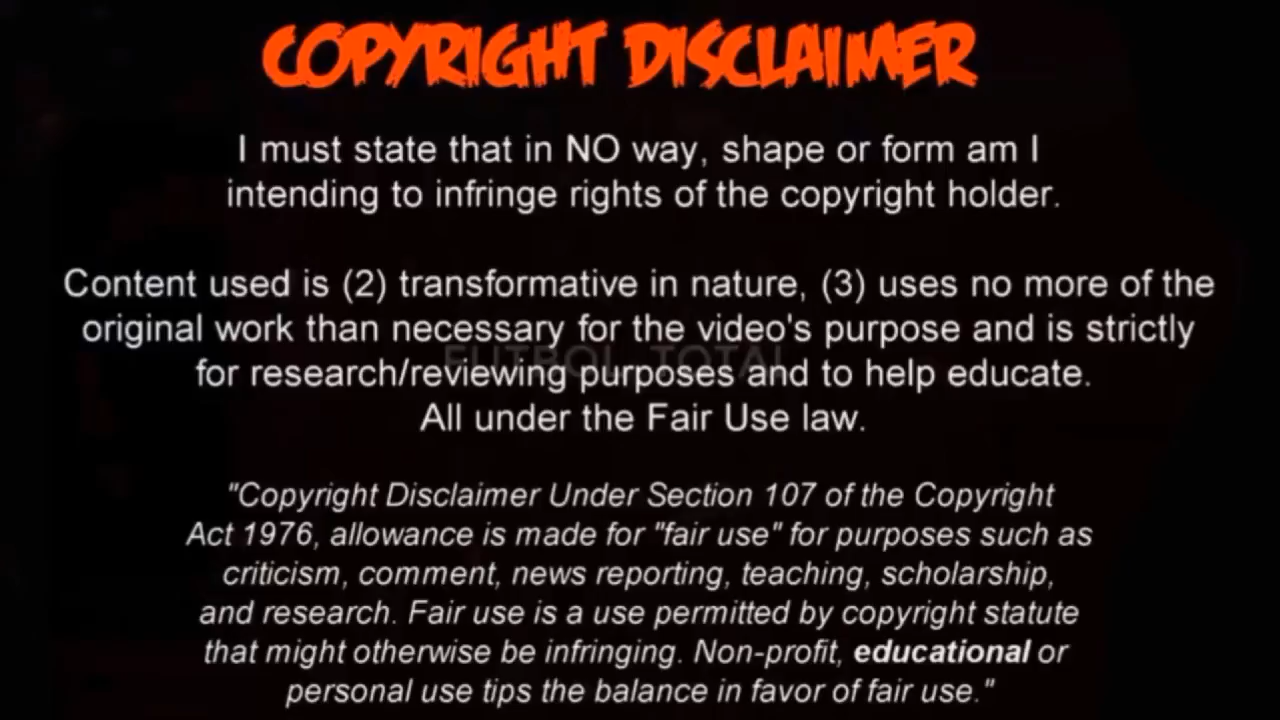 COPYRIGHT DISCLAIMER
I must state that in NO way, shape or form am I
intending to infringe rights of the copyright holder.
Content used is (2) transformative in nature, (3) uses no more of the
original work than necessary for the video's purpose and is strictly
FUTBOL TOTAL
for research/reviewing purposes and to help educate.
All under the Fair Use law.
"Copyright Disclaimer Under Section 107 of the Copyright
Act 1976, allowance is made for "fair use" for purposes such as
criticism, comment, news reporting, teaching, scholarship,
and research. Fair use is a use permitted by copyright statute
that might otherwise be infringing. Non-profit, educational or
personal use tips the balance in favor of fair use."